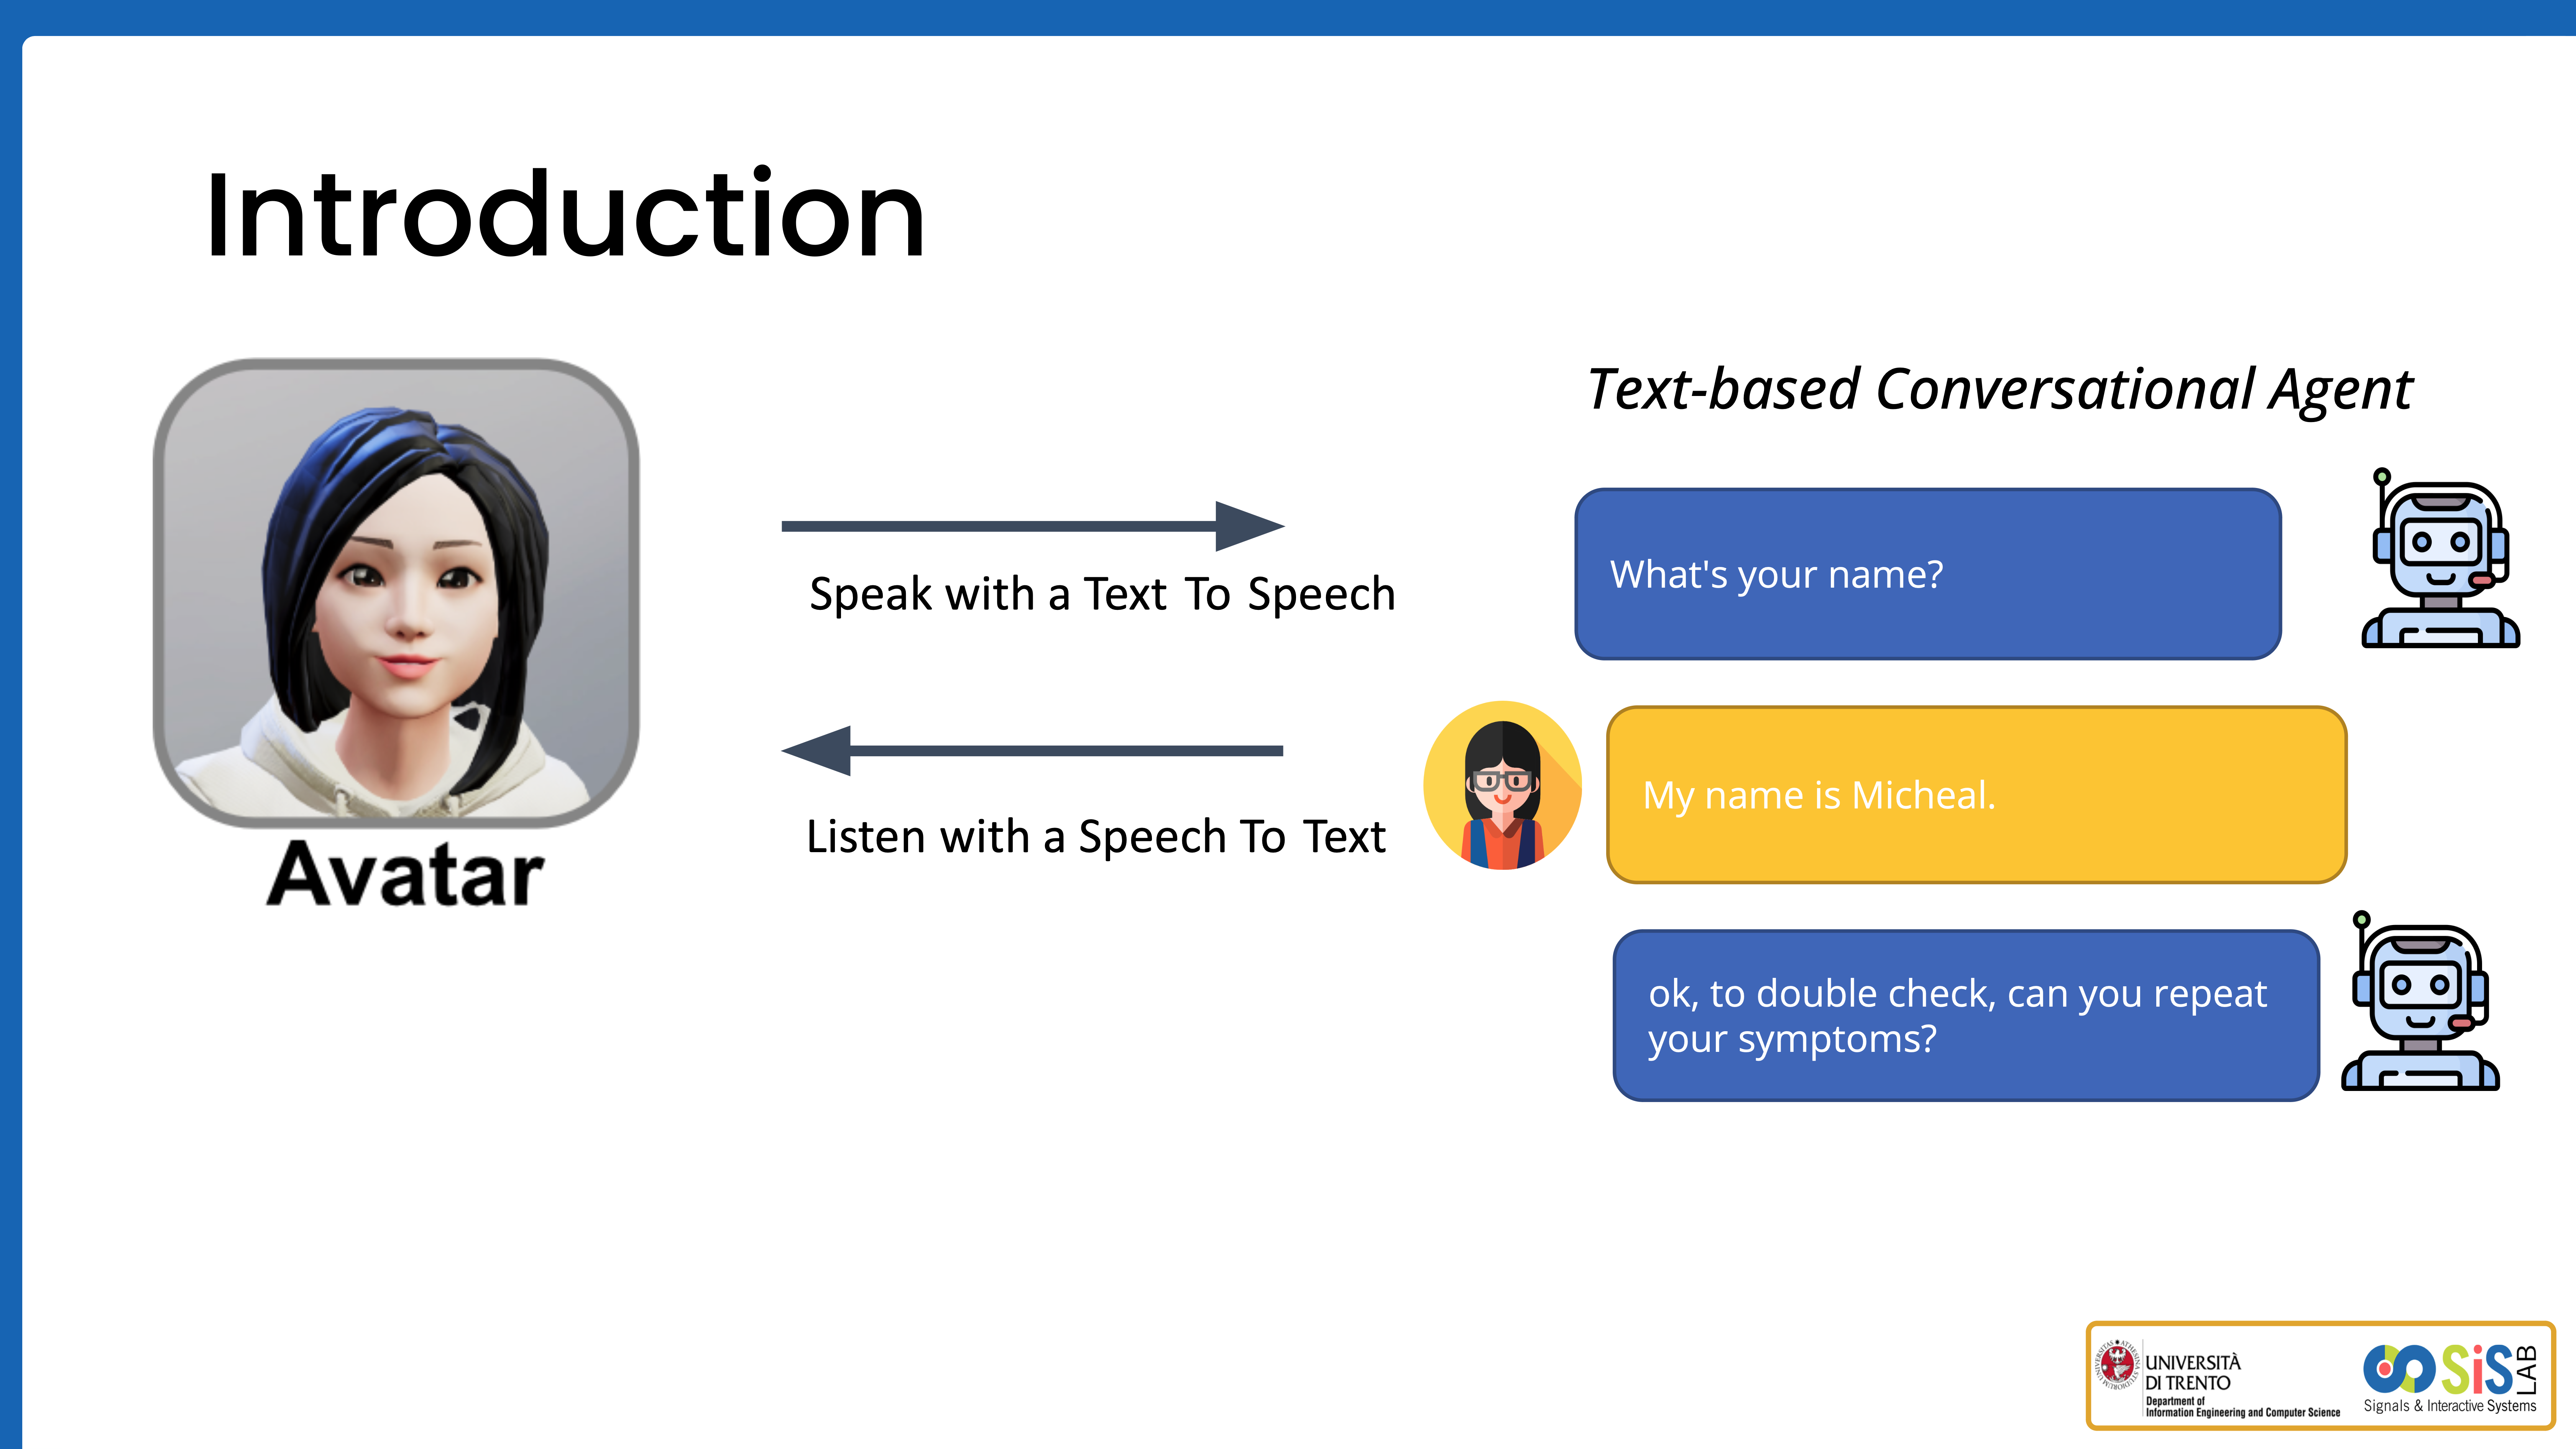 Introduction
Avatar
Speak with a Text To Speech
Listen with a Speech To Text
Text-based Conversational Agent
What's your name?
My name is Micheal.
ok, to double check, can you repeat
your symptoms?
UNIVERSITÀ
DI TRENTO
Department of
Information Engineering and Computer Science
SiS LAB
Signals & Interactive Systems